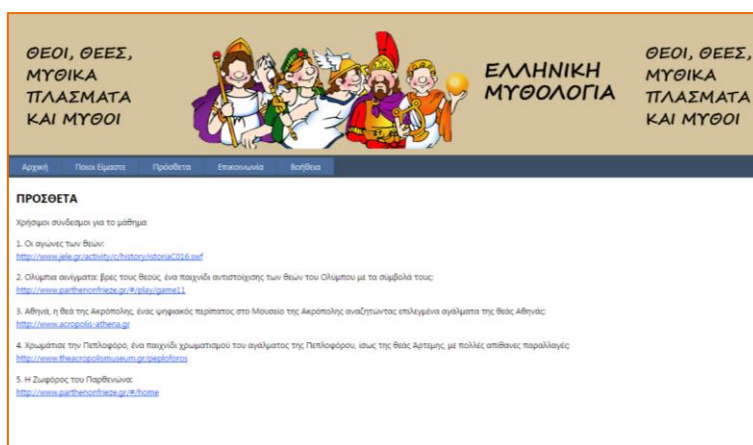 ΘΕΟΙ, ΘΕΕΣ,
ΜΥΘΙΚΑ
ΠΛΑΣΜΑΤΑ
ΚΑΙ ΜΥΘΟΙ
ΕΛΛΗΝΙΚΗ
ΜΥΘΟΛΟΓΙΑ
ΘΕΟΙ, ΘΕΕΣ,
ΜΥΘΙΚΑ
ΠΛΑΣΜΑΤΑ
ΚΑΙ ΜΥΘΟΙ
Αρχική Ποιοι Είμαστε Πρόσθετα Επικοινωνία Βοήθεια
ΠΡΟΣΘΕΤΑ
Χρήσιμοι σύνδεσμοι για το μάθημα
1. Οι αγώνες των θεών:
http://www.jele.gr/activity/c/history/istoriaC016.swf
2. Ολύμπια αινίγματα: βρες τους θεούς, ένα παιχνίδι αντιστοίχισης των θεών του Ολύμπου με τα σύμβολά τους:
http://www.parthenonfrieze.gr/#/play/game11
3. Αθηνά, η θεά της Ακρόπολης, ένας ψηφιακός περίπατος στο Μουσείο της Ακρόπολης αναζητώντας επιλεγμένα αγάλματα της θεάς Αθηνάς:
http://www.acropolis-athena.gr
4. Χρωμάτισε την Πεπλοφόρο, ένα παιχνίδι χρωματισμού του αγάλματος της Πεπλοφόρου, ίσως της θεάς Άρτεμης, με πολλές απίθανες παραλλαγές:
http://www.theacropolismuseum.gr/peploforos
5. Η Ζωφόρος του Παρθενώνα:
http://www.parthenonfrieze.gr/#/home